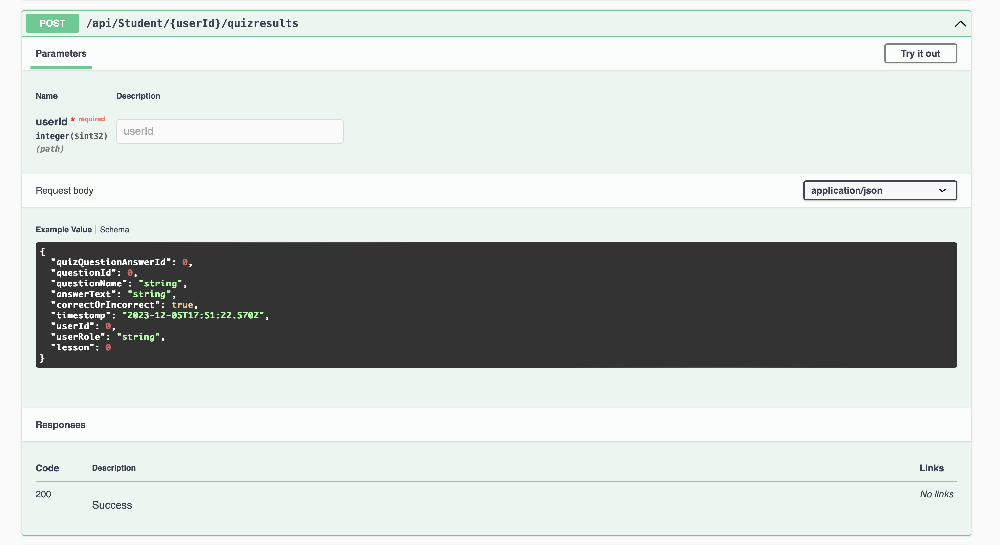 POST /api/Student/{userId}/quizresults
Parameters
Try it out
Name Description
userId * required
integer($int32)
(path)
userId
Request body
application/json
Example Value | Schema
{
  "quizQuestionAnswerId": 0,
  "questionId": 0,
  "questionName": "string",
  "answerText": "string",
  "correctOrIncorrect": true,
  "timestamp": "2023-12-05T17:51:22.570Z",
  "userId": 0,
  "userRole": "string",
  "lesson": 0
}
Responses
Code Description Links
200
Success
No links